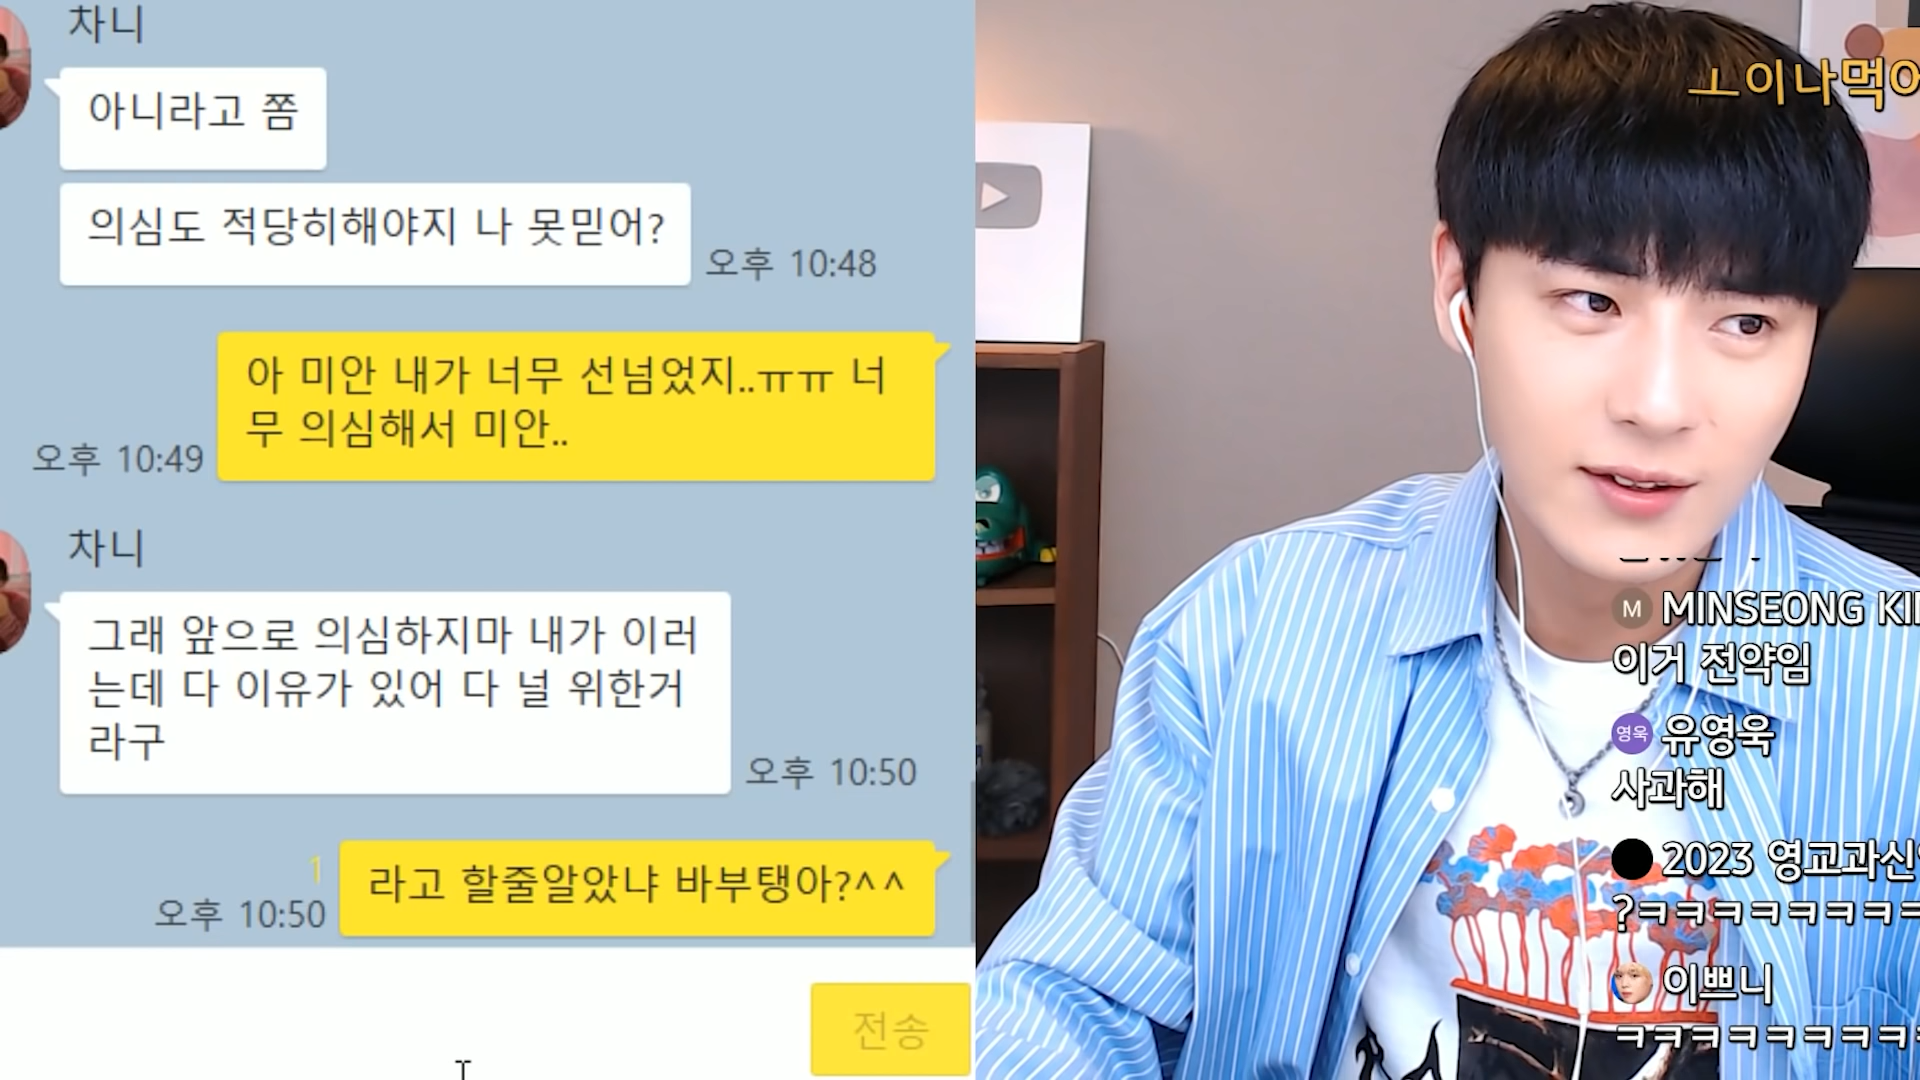 차니
아니라고 쫌
의심도 적당히해야지 나 못믿어?
오후 10:48
아 미안 내가 너무 선넘었지..ㅠㅠ 너
무 의심해서 미안..
오후 10:49
차니
그래 앞으로 의심하지마 내가 이러
는데 다 이유가 있어 다 널 위한거
라구
오후 10:50
라고 할줄알았냐 바부탱아?^^
1
오후 10:50
전송
ㅗ이나먹어
M MINSEONG KI
이거 전약임
영욱 유영욱
사과해
2023 영교과신
?ㅋㅋㅋㅋㅋㅋㅋ
이쁘니
ㅋㅋㅋㅋㅋㅋㅋㅋ